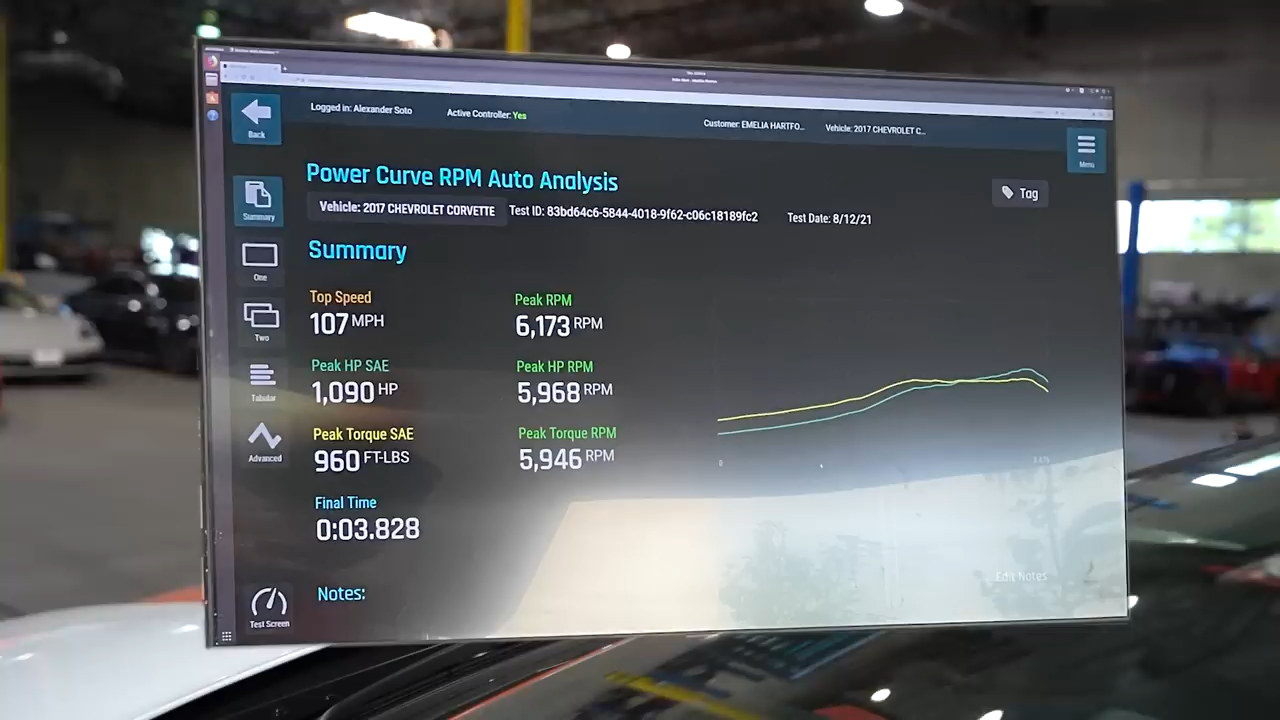 Logged in: Alexander Soto
Active Controller: Yes
Customer: EMELIA HARTFO...
Vehicle: 2017 CHEVROLET C...
Back
Menu
Power Curve RPM Auto Analysis
Tag
Vehicle: 2017 CHEVROLET CORVETTE
Test ID: 83bd64c6-5844-4018-9f62-c06c18189fc2
Test Date: 8/12/21
Summary
Summary
One
Two
Tabular
Advanced
Test Screen
Top Speed
107 MPH
Peak RPM
6,173 RPM
Peak HP SAE
1,090 HP
Peak HP RPM
5,968 RPM
Peak Torque SAE
960 FT-LBS
Peak Torque RPM
5,946 RPM
Final Time
0:03.828
0
Notes:
Edit Notes